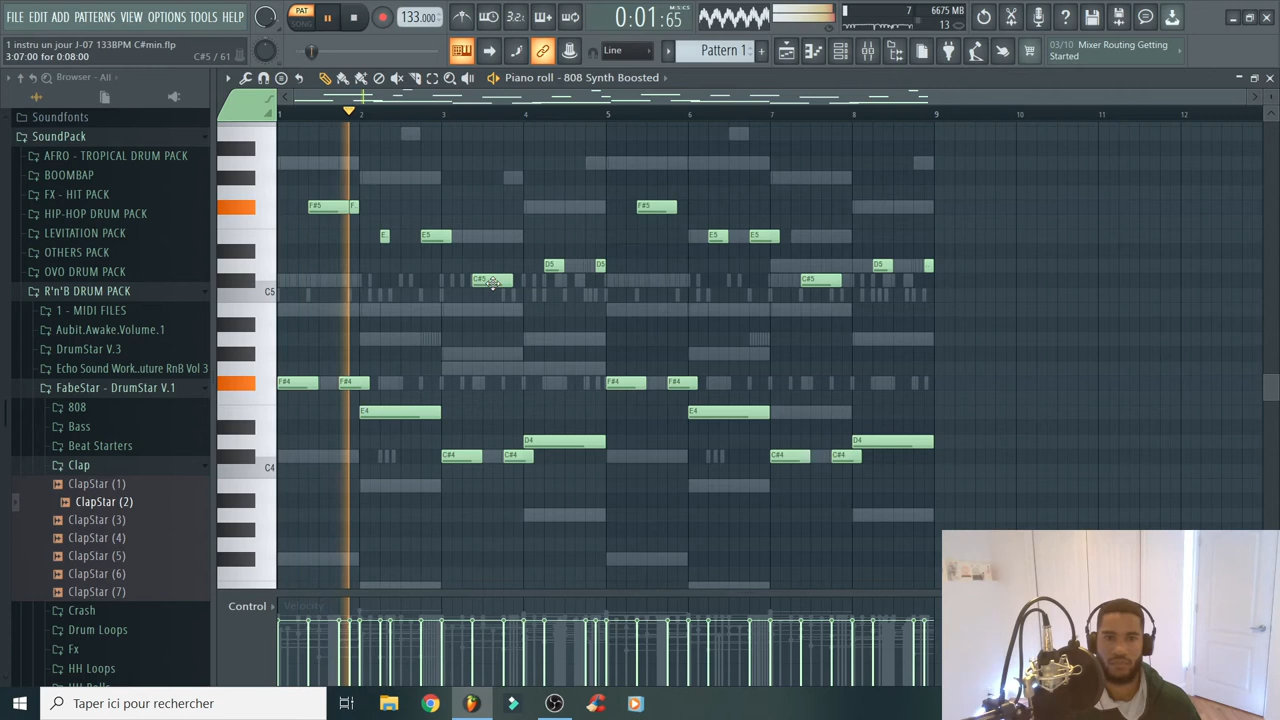 FILE EDIT ADD PATTERNS VIEW OPTIONS TOOLS HELP
PAT
SONG
133.000
3.2.
0:01:65
M:S:CS
7
6675 MB
13
1 instru un jour J-07 133BPM C#min.flp
3:07:00 for 0:08:18
C#5 / 61
Line
Pattern 1
03/10 Mixer Routing Getting
Started
Browser - All
Piano roll - 808 Synth Boosted
1 2 3 4 5 6 7 8 9 10 11 12
Soundfonts
SoundPack
AFRO - TROPICAL DRUM PACK
BOOMBAP
FX - HIT PACK
HIP-HOP DRUM PACK
LEVITATION PACK
OTHERS PACK
OVO DRUM PACK
R'n'B DRUM
1 - MIDI FILES
Aubit.Awake.Volume.1
DrumStar V.3
Echo Sound Work..uture RnB Vol 3
FabeStar - DrumStar V.1
808
Bass
Beat Starters
Clap
ClapStar (1)
ClapStar (2)
ClapStar (3)
ClapStar (4)
ClapStar (5)
ClapStar (6)
ClapStar (7)
Crash
Drum Loops
Fx
HH Loops
F#5 F.. F#5
E.. E5 E5 E5
D5 D5 D5 ..
C#5 C#5
C5
F#4 F#4 F#4 F#4
E4 E4
D4 D4
C#4 C#4 C#4 C#4
C4
Control
Velocity
Taper ici pour rechercher